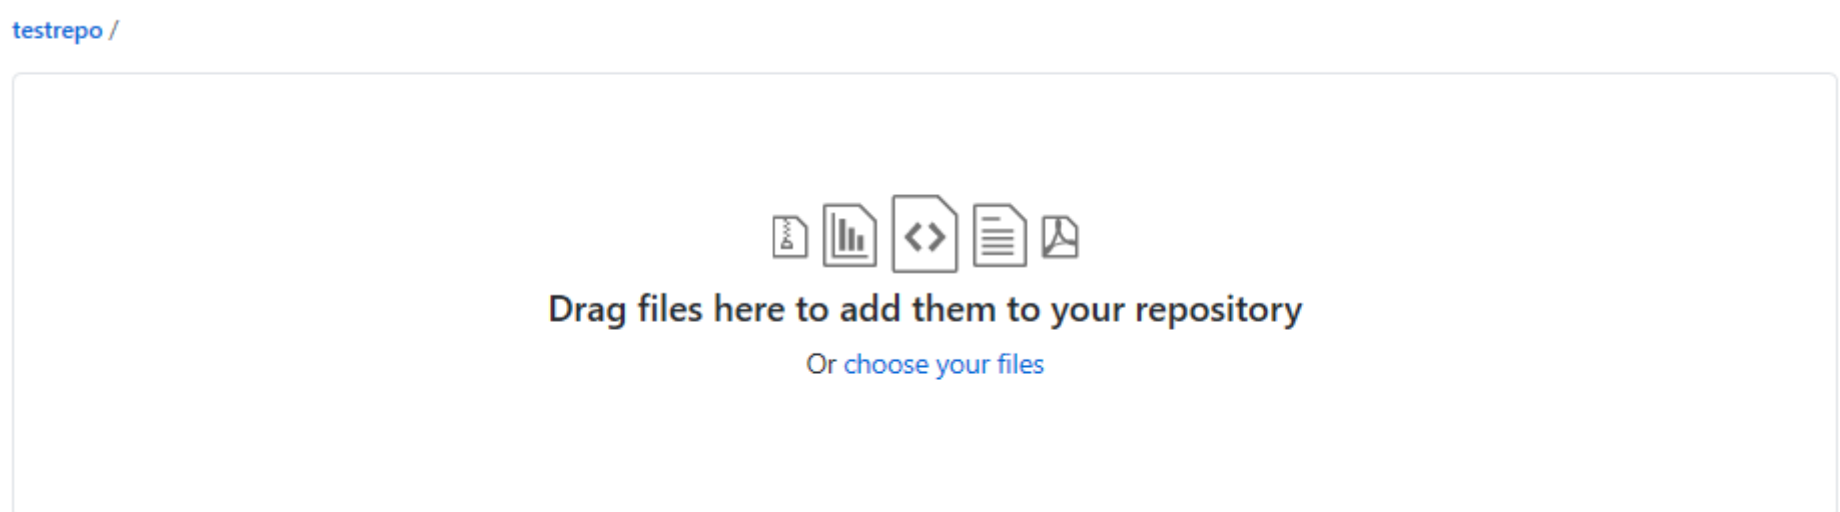 testrepo /
Drag files here to add them to your repository
Or choose your files